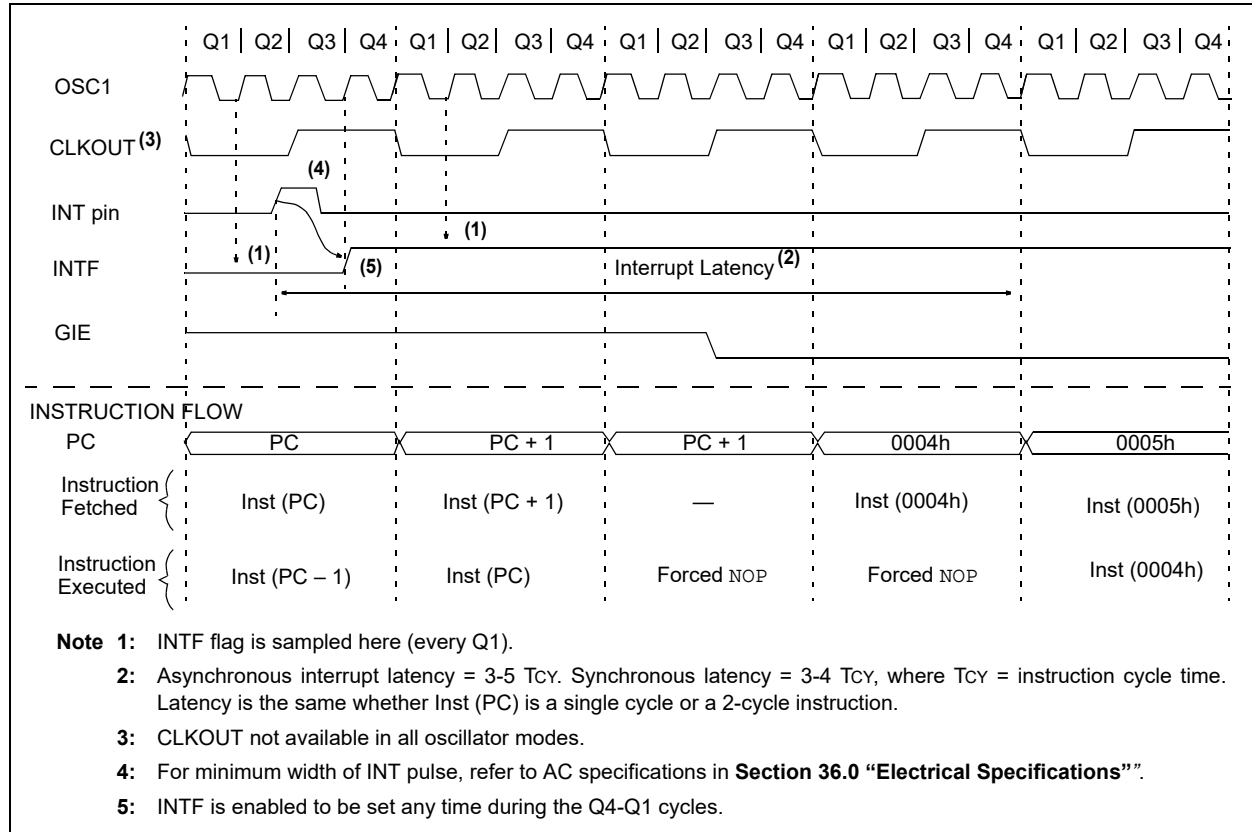 Q1 | Q2 | Q3 | Q4 Q1 | Q2 | Q3 | Q4 Q1 | Q2 | Q3 | Q4 Q1 | Q2 | Q3 | Q4 Q1 | Q2 | Q3 | Q4
OSC1
CLKOUT (3)
(4)
INT pin
(1)
(1)
INTF
(5)
Interrupt Latency (2)
GIE
INSTRUCTION FLOW
PC PC PC + 1 PC + 1 0004h 0005h
Instruction
Fetched
Inst (PC) Inst (PC + 1) — Inst (0004h) Inst (0005h)
Instruction
Executed
Inst (PC – 1) Inst (PC) Forced NOP Forced NOP Inst (0004h)
Note 1: INTF flag is sampled here (every Q1).
2: Asynchronous interrupt latency = 3-5 TCY. Synchronous latency = 3-4 TCY, where TCY = instruction cycle time.
Latency is the same whether Inst (PC) is a single cycle or a 2-cycle instruction.
3: CLKOUT not available in all oscillator modes.
4: For minimum width of INT pulse, refer to AC specifications in Section 36.0 “Electrical Specifications””.
5: INTF is enabled to be set any time during the Q4-Q1 cycles.